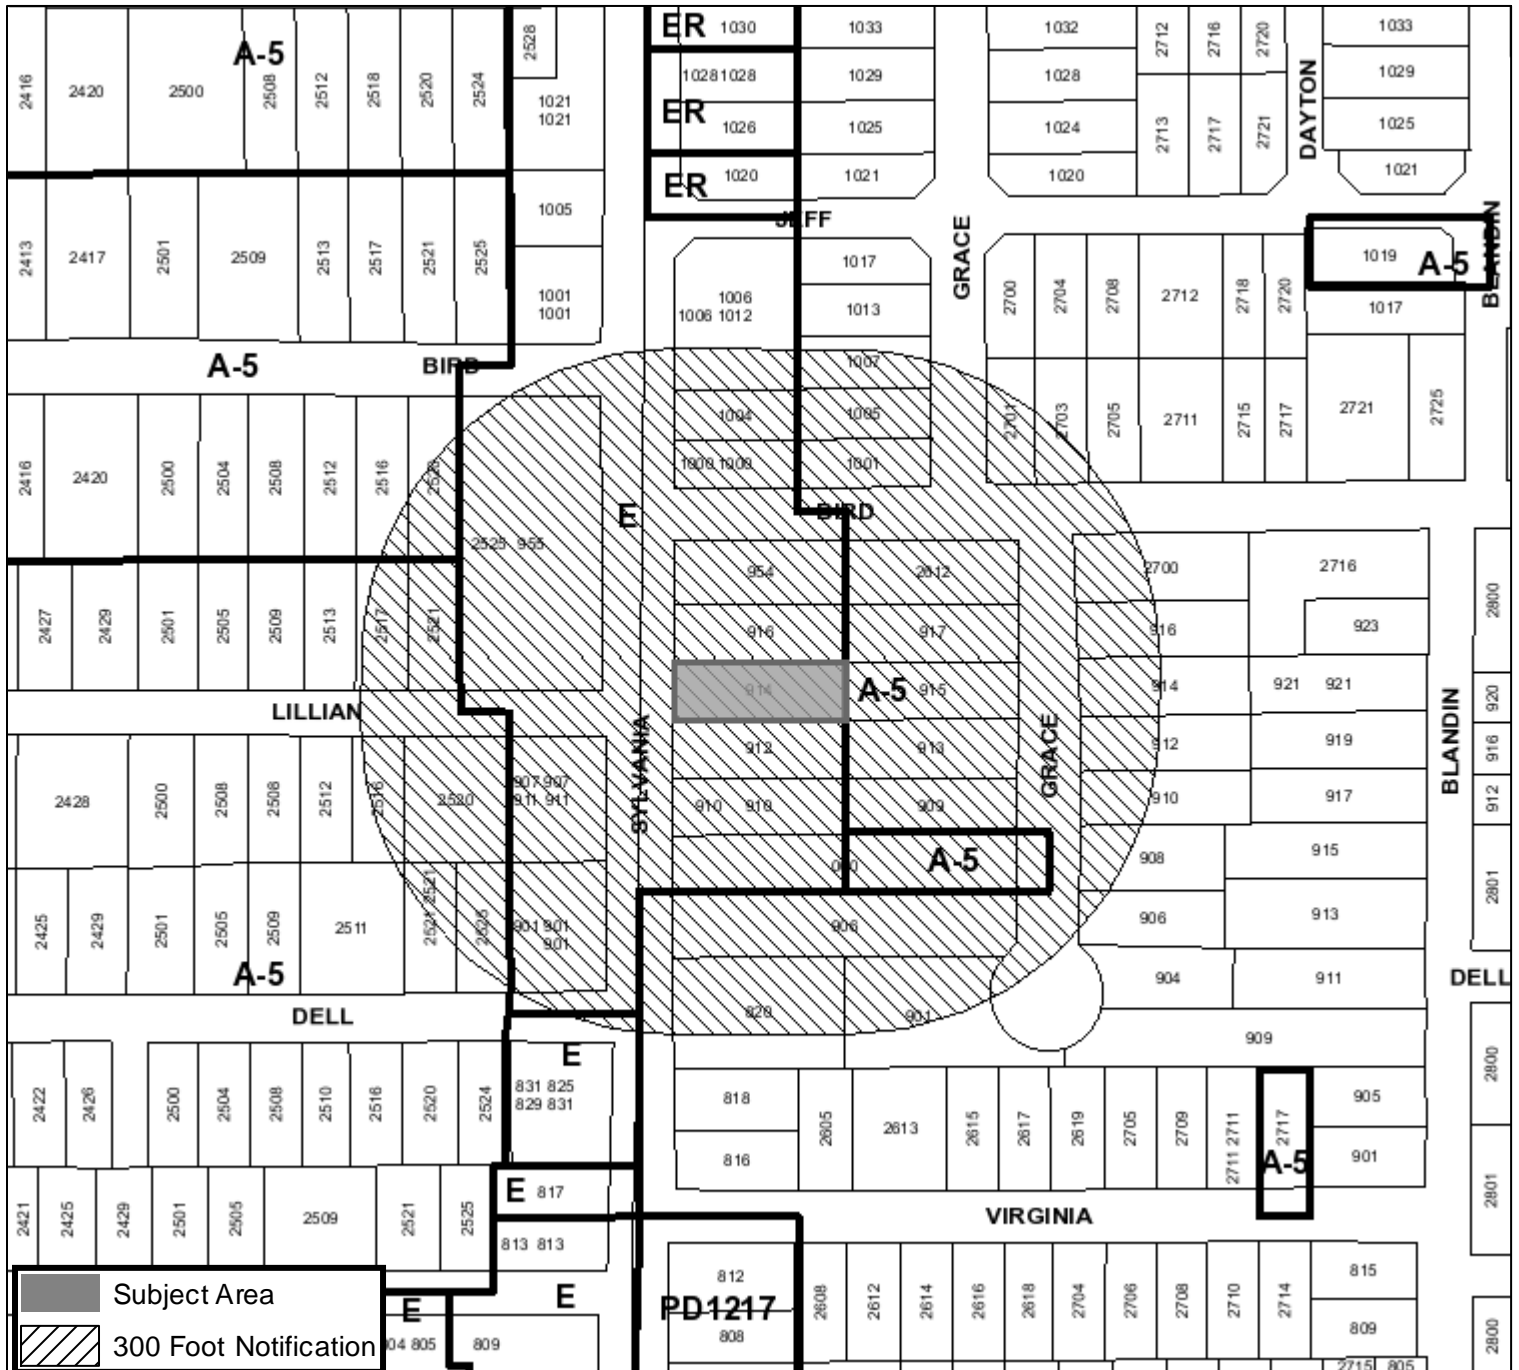 ER 1030 1033 1032 2712 2716 2720 1033
A-5 2528
2416 2420 2500 2508 2512 2518 2520 2524
1021
1021
1028 1028 1029 1028 1029
ER 1026 1025 1024 2713 2717 2721 DAYTON 1025
ER 1020 1021 1020 1021
1005
JEFF
2413 2417 2501 2509 2513 2517 2521 2525
GRACE
1017 1019 A-5 BLANDIN
1001
1001
1006
1006 1012
1013 2700 2704 2708 2712 2718 2720 1017
A-5 BIRD
1007
1004 1005 2701 2703 2705 2711 2715 2717 2721 2725
2416 2420 2500 2504 2508 2512 2516
1000 1000 1001
E BIRD
2525 955
954 2612 2700 2716 2800
2427 2429 2501 2505 2509 2513 2517 2521
916 917 916 923
914 A-5 915 914 921 921 920
LILLIAN SYLVANIA GRACE BLANDIN
912 913 912 919 916
2428 2500 2508 2508 2512 2516 2520
907 907
911 911
910 910 909 910 917 912
A-5 908 915
2425 2429 2501 2505 2509 2511 2521 2521 2525
901 901
901
906 906 913 2801
A-5 904 911 DELL
DELL 820 901
909
E
2422 2426 2500 2504 2508 2510 2516 2520 2524
831 825
829 831
818 2605 2613 2615 2617 2619 2705 2709 2711 2711 2717 905 2800
816 A-5 901
E 817
2421 2425 2429 2501 2505 2509 2521 2525
VIRGINIA 2801
813 813
812 2608 2612 2614 2616 2618 2704 2706 2708 2710 2714 815
Subject Area
E E PD1217
300 Foot Notification
805 809 808 809 2800
2715 805